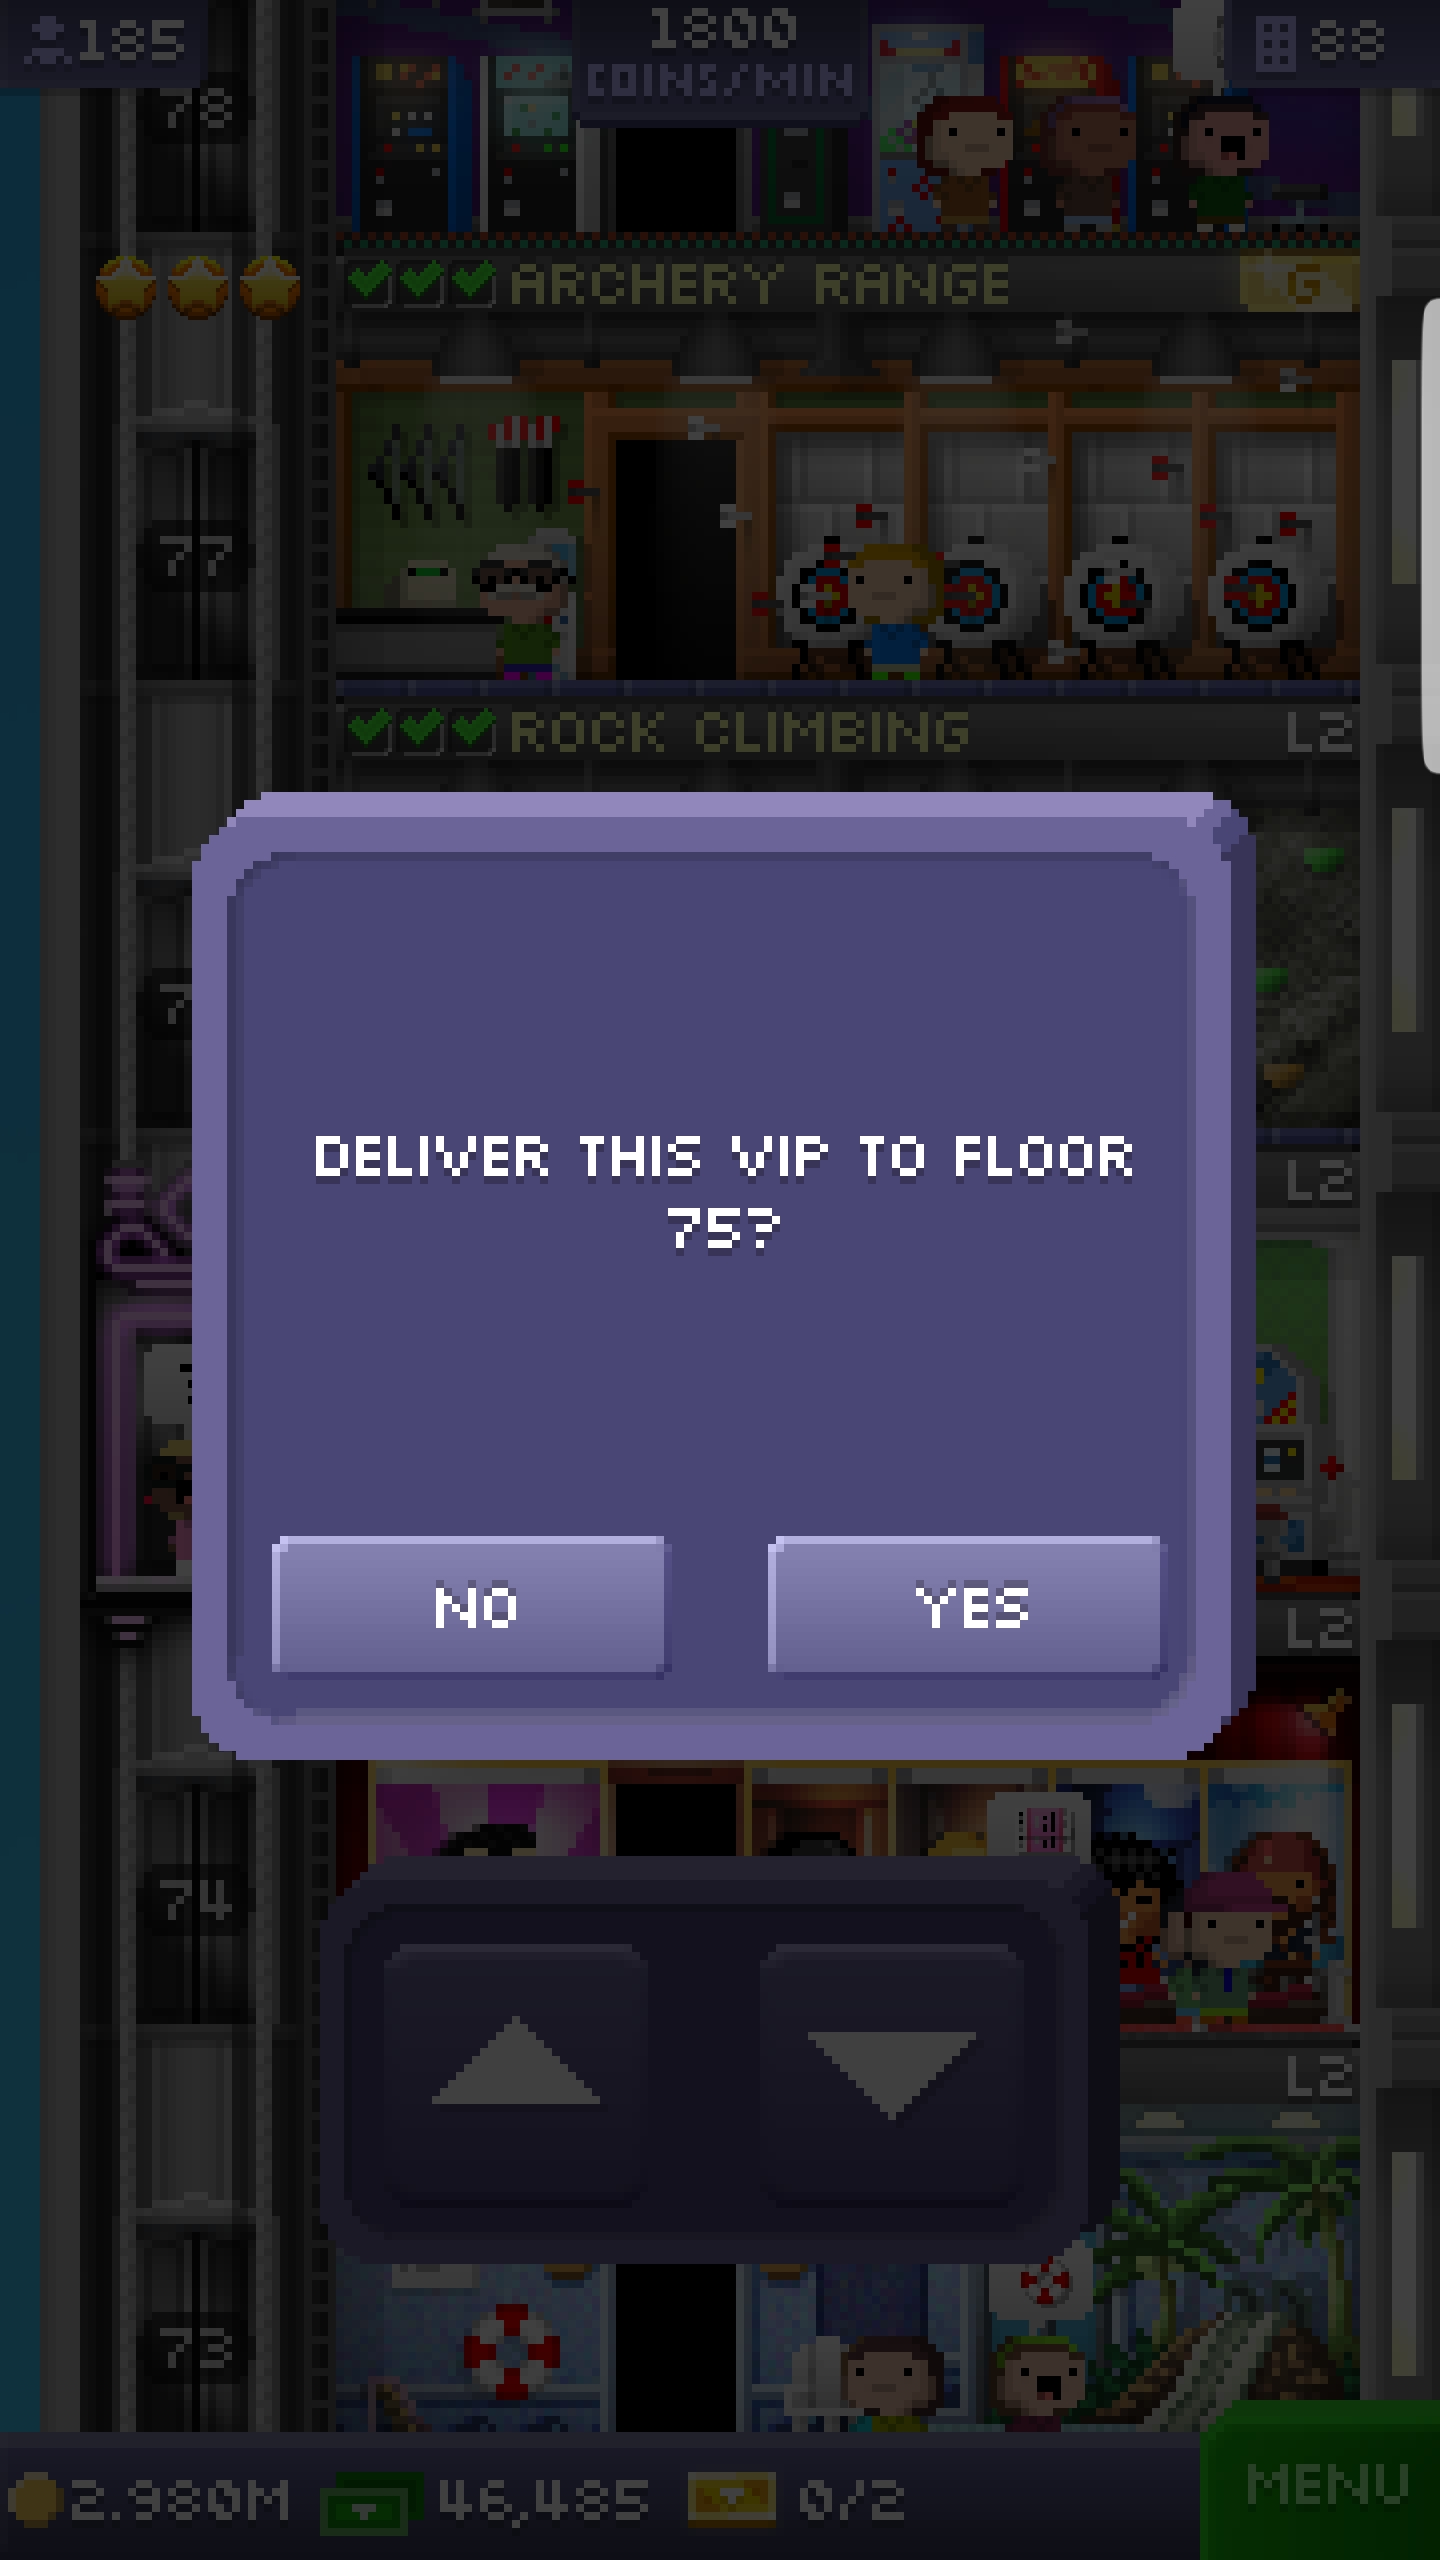 185
1800
COINS/MIN
88
78
ARCHERY RANGE
G
77
ROCK CLIMBING
L2
L2
DELIVER THIS VIP TO FLOOR
75?
NO
YES
L2
74
L2
73
2.980M
46,485
0/2
MENU